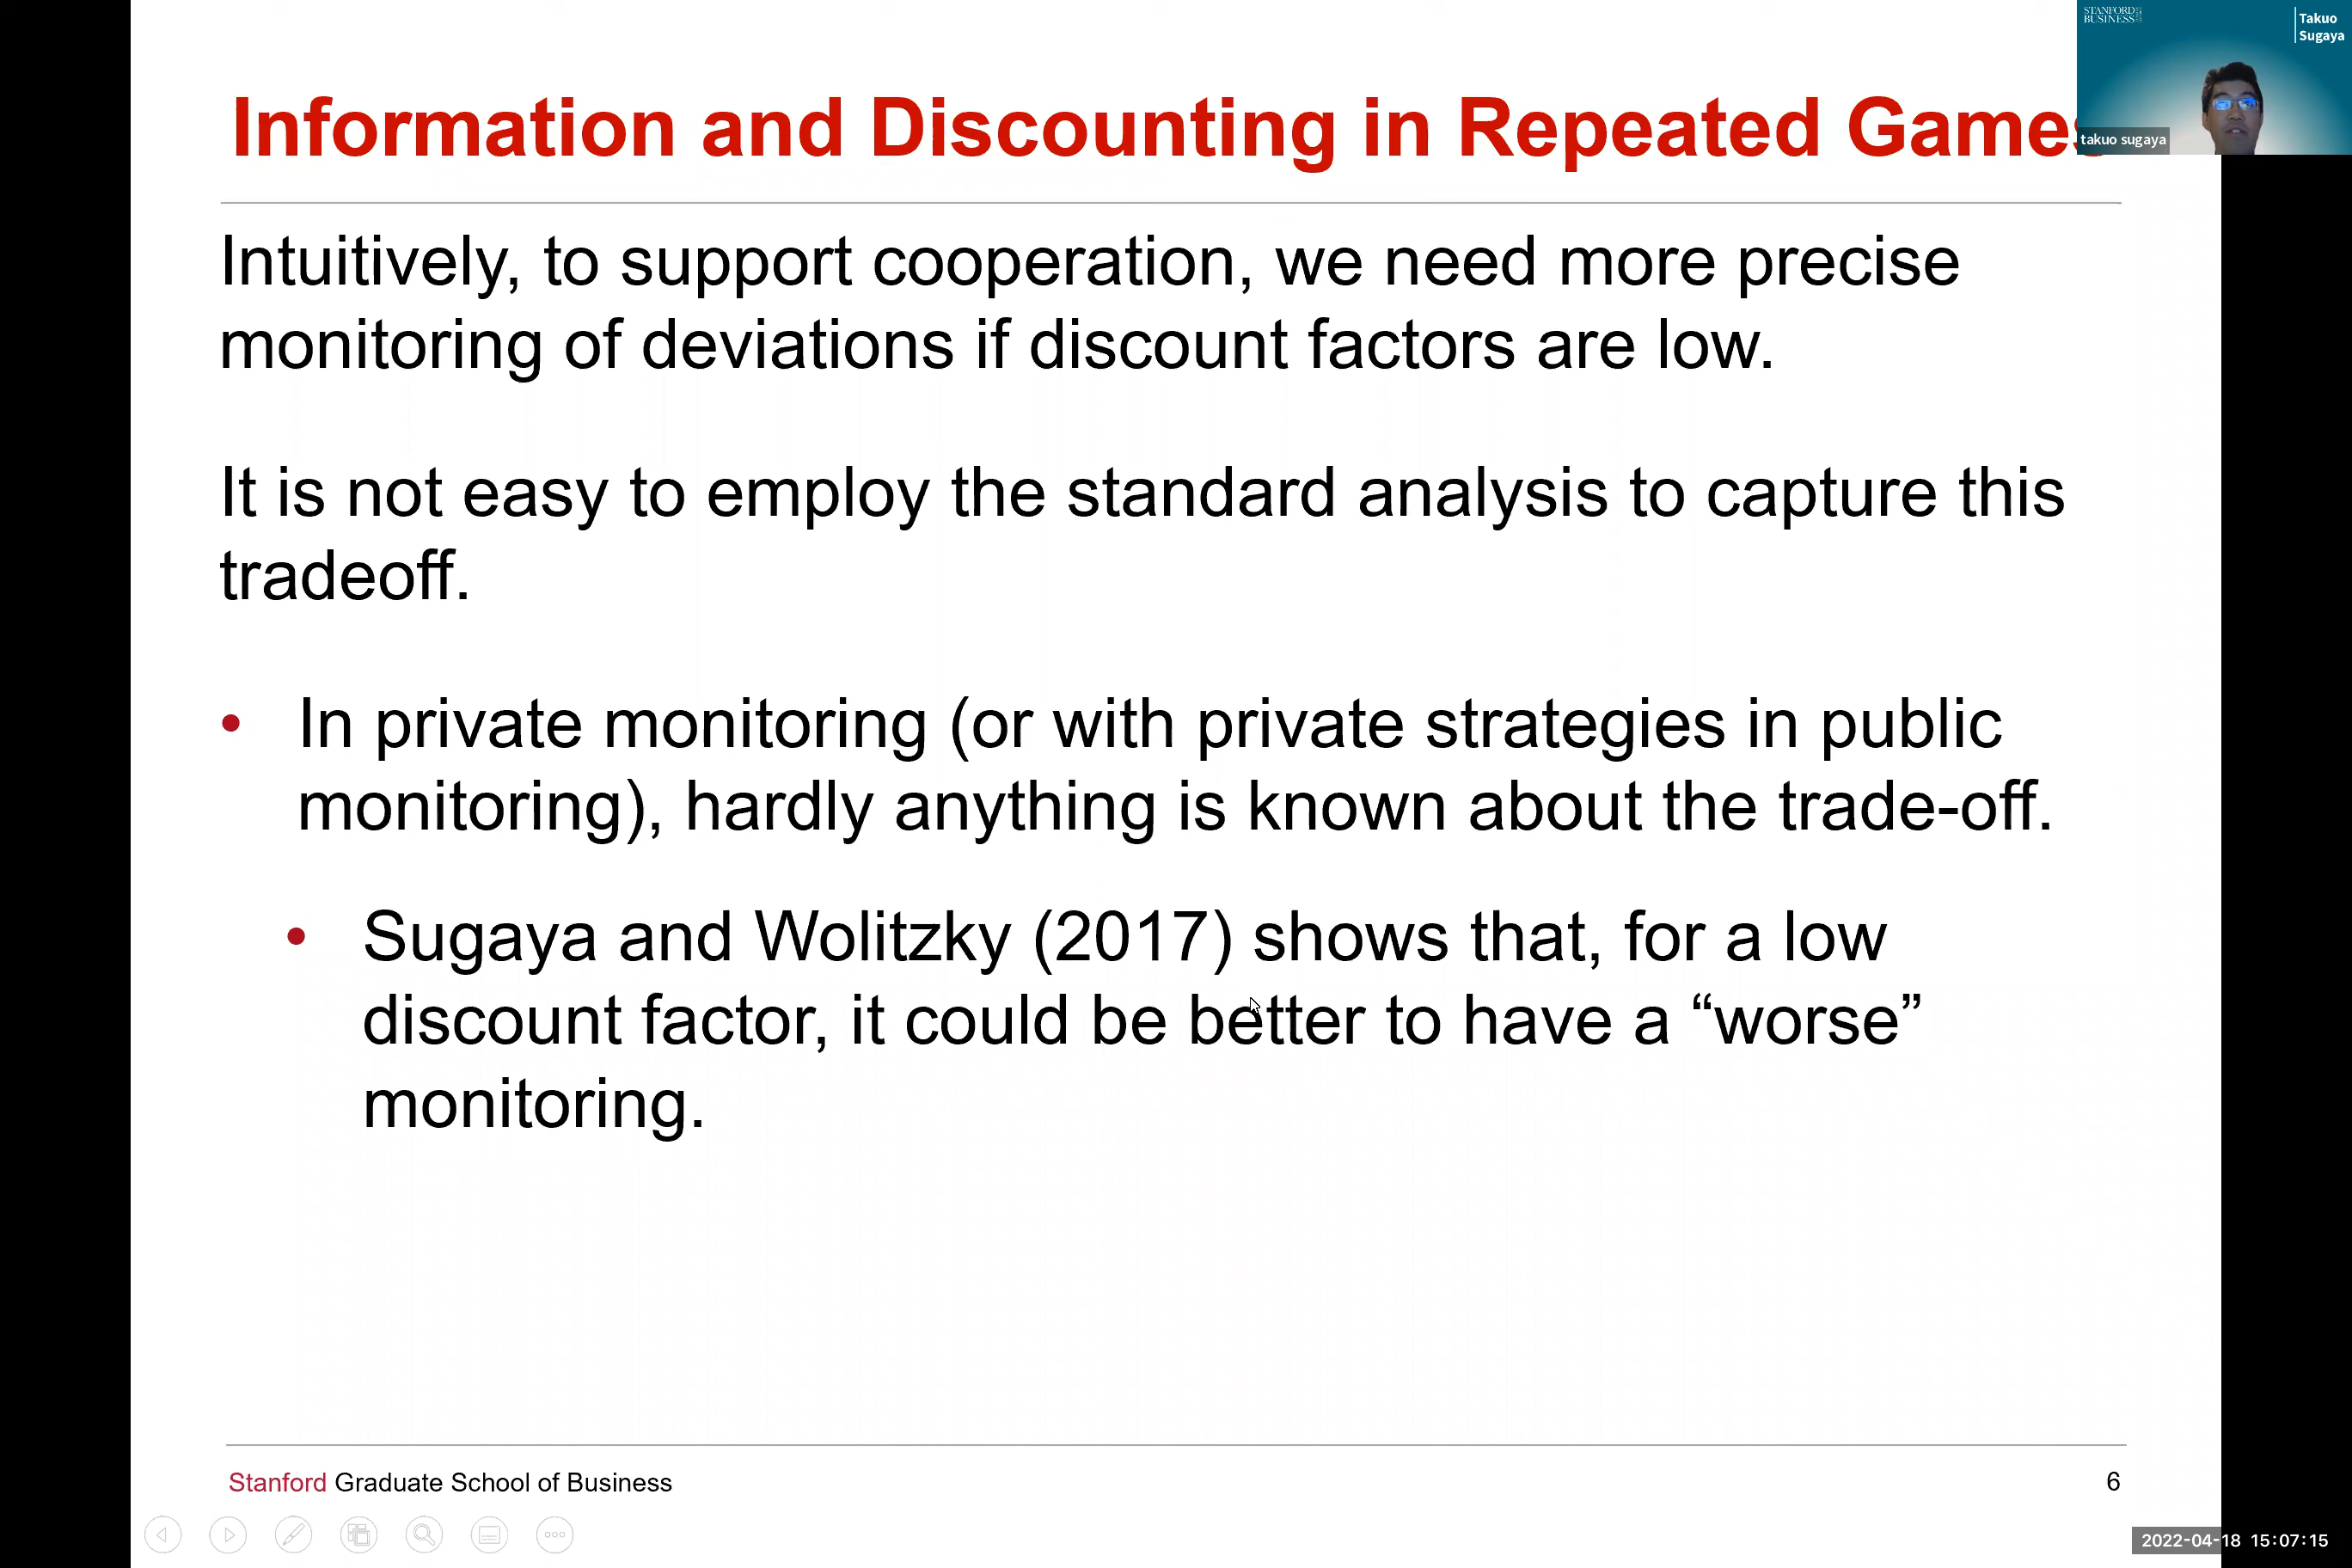 STANFORD
BUSINESS
Takuo
Sugaya
takuo sugaya
Information and Discounting in Repeated Games
Intuitively, to support cooperation, we need more precise
monitoring of deviations if discount factors are low.
It is not easy to employ the standard analysis to capture this
tradeoff.
• In private monitoring (or with private strategies in public
monitoring), hardly anything is known about the trade-off.
• Sugaya and Wolitzky (2017) shows that, for a low
discount factor, it could be better to have a “worse”
monitoring.
Stanford Graduate School of Business
6
2022-04-18 15:07:15